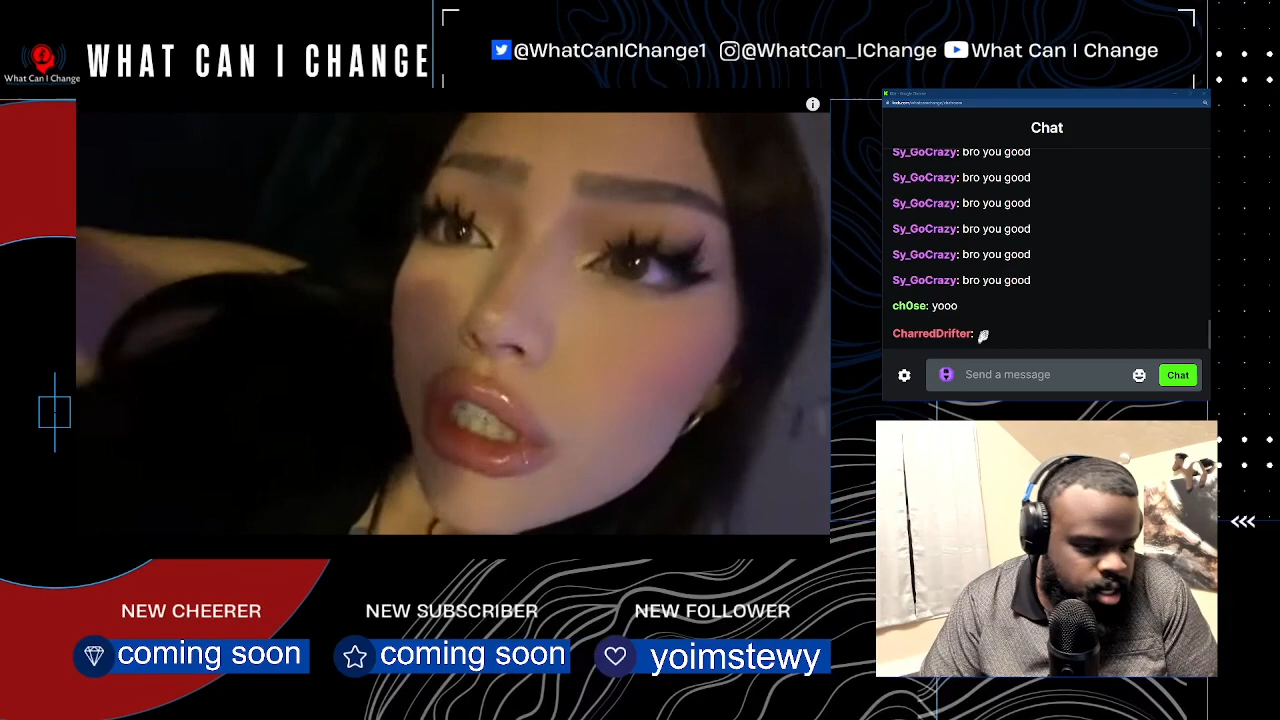 What Can I Change
WHAT CAN I CHANGE
@WhatCanIChange1 @WhatCan_IChange What Can I Change
Chat
Sy_GoCrazy: bro you good
Sy_GoCrazy: bro you good
Sy_GoCrazy: bro you good
Sy_GoCrazy: bro you good
Sy_GoCrazy: bro you good
Sy_GoCrazy: bro you good
ch0se: yooo
CharredDrifter:
Send a message
Chat
NEW CHEERER
NEW SUBSCRIBER
NEW FOLLOWER
coming soon
coming soon
yoimstewy